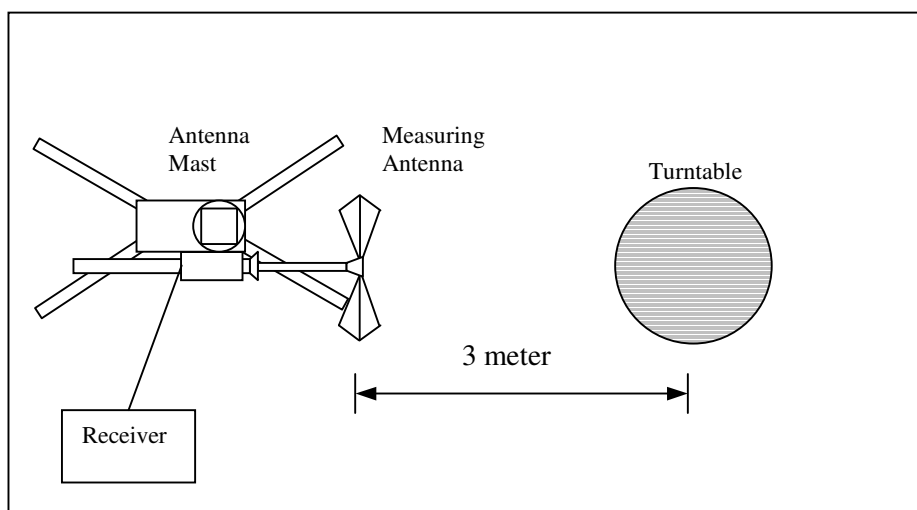 Antenna
Mast
Measuring
Antenna
Turntable
3 meter
Receiver